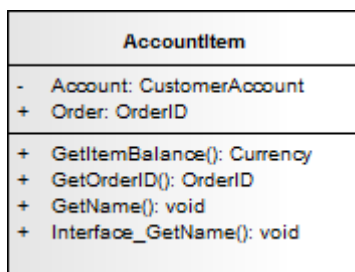 AccountItem
- Account: CustomerAccount
+ Order: OrderID
+ GetItemBalance(): Currency
+ GetOrderID(): OrderID
+ GetName(): void
+ Interface_GetName(): void